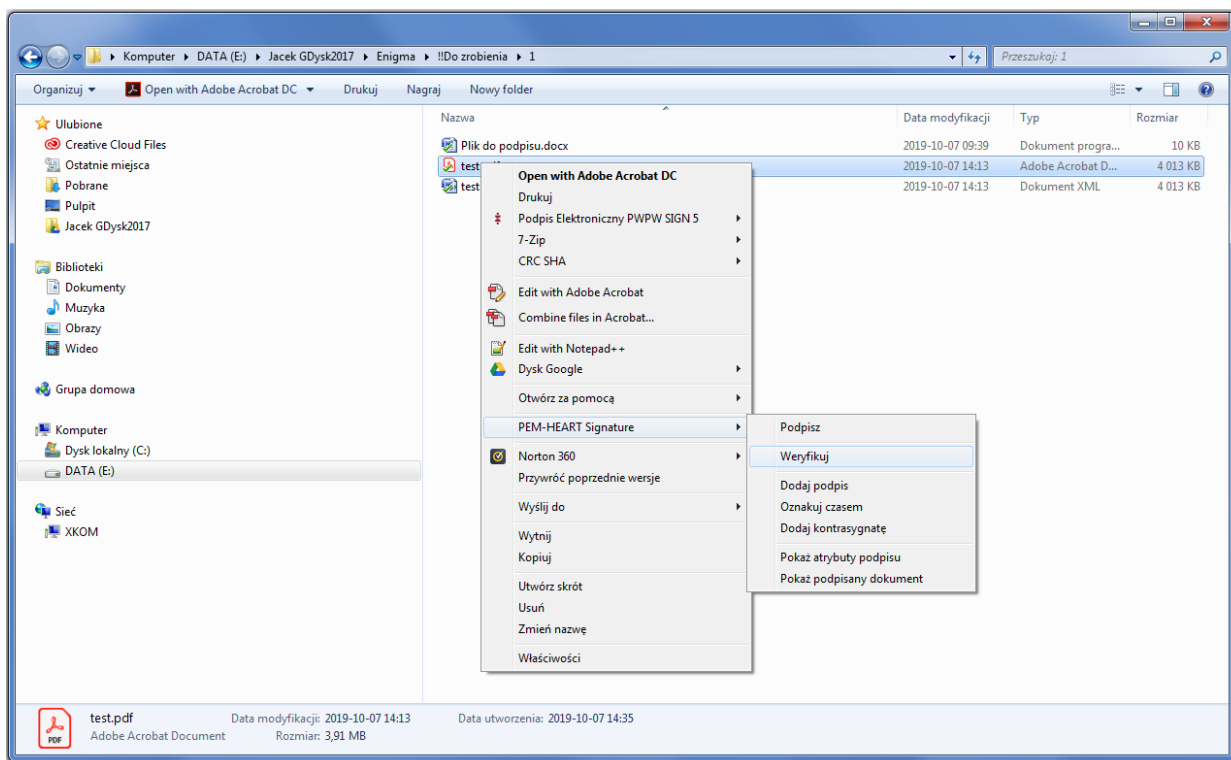 Komputer ▸ DATA (E:) ▸ Jacek GDysk2017 ▸ Enigma ▸ !!Do zrobienia ▸ 1
Przeszukaj: 1
Organizuj Open with Adobe Acrobat DC Drukuj Nagraj Nowy folder
Nazwa Data modyfikacji Typ Rozmiar
Ulubione
Creative Cloud Files
Ostatnie miejsca
Pobrane
Pulpit
Jacek GDysk2017
Biblioteki
Dokumenty
Muzyka
Obrazy
Wideo
Grupa domowa
Komputer
Dysk lokalny (C:)
DATA (E:)
Sieć
XKOM
Plik do podpisu.docx 2019-10-07 09:39 Dokument progra... 10 KB
test 2019-10-07 14:13 Adobe Acrobat D... 4 013 KB
test 2019-10-07 14:13 Dokument XML 4 013 KB
Open with Adobe Acrobat DC
Drukuj
Podpis Elektroniczny PWPW SIGN 5
7-Zip
CRC SHA
Edit with Adobe Acrobat
Combine files in Acrobat...
Edit with Notepad++
Dysk Google
Otwórz za pomocą
PEM-HEART Signature
Norton 360
Przywróć poprzednie wersje
Wyślij do
Wytnij
Kopiuj
Utwórz skrót
Usuń
Zmień nazwę
Właściwości
Podpisz
Weryfikuj
Dodaj podpis
Oznakuj czasem
Dodaj kontrasygnatę
Pokaż atrybuty podpisu
Pokaż podpisany dokument
PDF
test.pdf Data modyfikacji: 2019-10-07 14:13 Data utworzenia: 2019-10-07 14:35
Adobe Acrobat Document Rozmiar: 3,91 MB